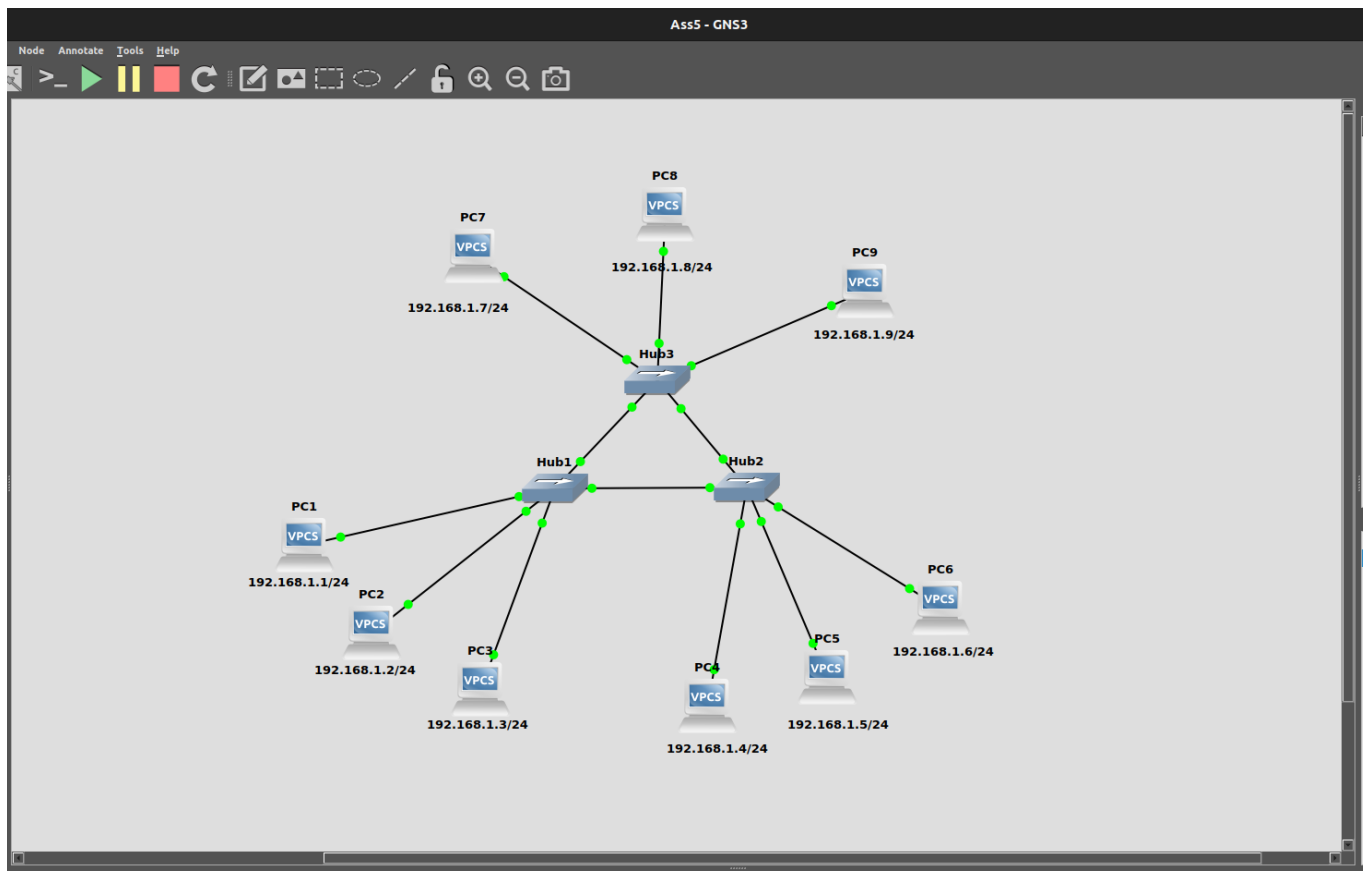 Ass5 - GNS3
Node Annotate Tools Help
PC8
VPCS
192.168.1.8/24
PC7
VPCS
192.168.1.7/24
PC9
VPCS
192.168.1.9/24
Hub3
Hub1
Hub2
PC1
VPCS
192.168.1.1/24
PC2
VPCS
192.168.1.2/24
PC3
VPCS
192.168.1.3/24
PC4
VPCS
192.168.1.4/24
PC5
VPCS
192.168.1.5/24
PC6
VPCS
192.168.1.6/24